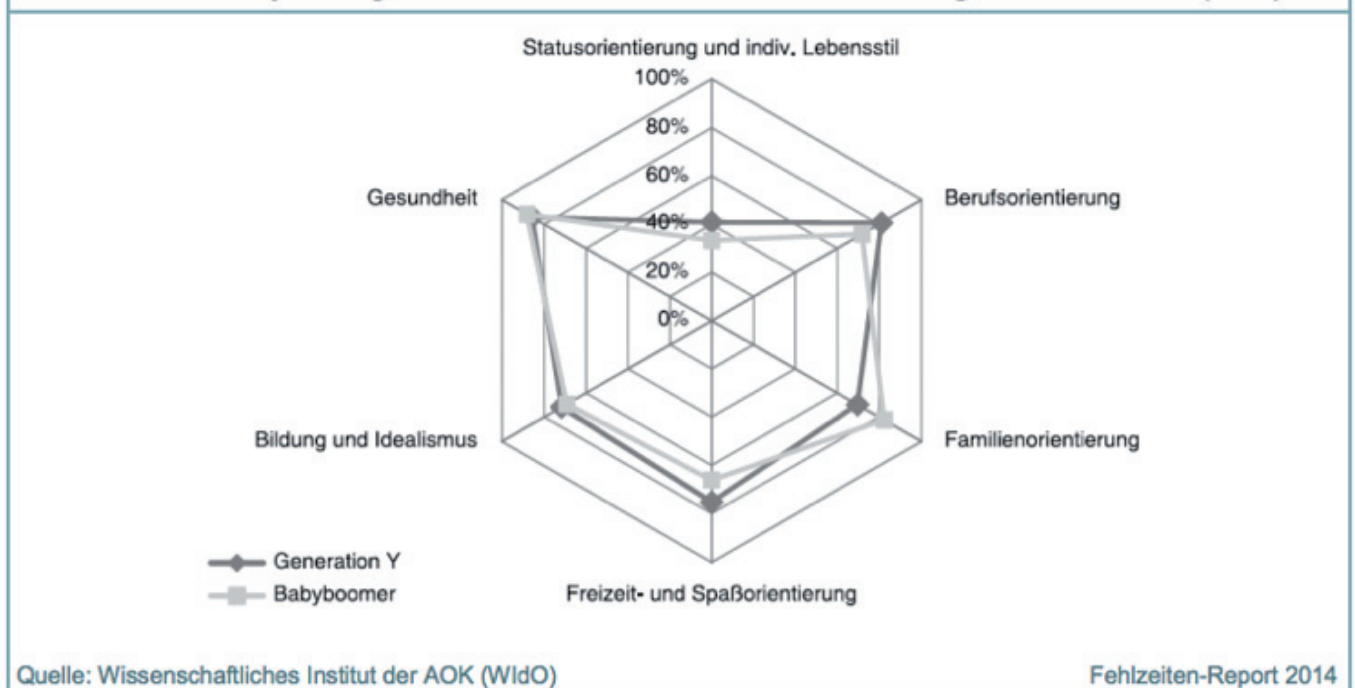 Statusorientierung und indiv. Lebensstil
100%
80%
60%
40%
20%
0%
Gesundheit
Berufsorientierung
Bildung und Idealismus
Familienorientierung
Generation Y
Babyboomer
Freizeit- und Spaßorientierung
Quelle: Wissenschaftliches Institut der AOK (WIdO)
Fehlzeiten-Report 2014